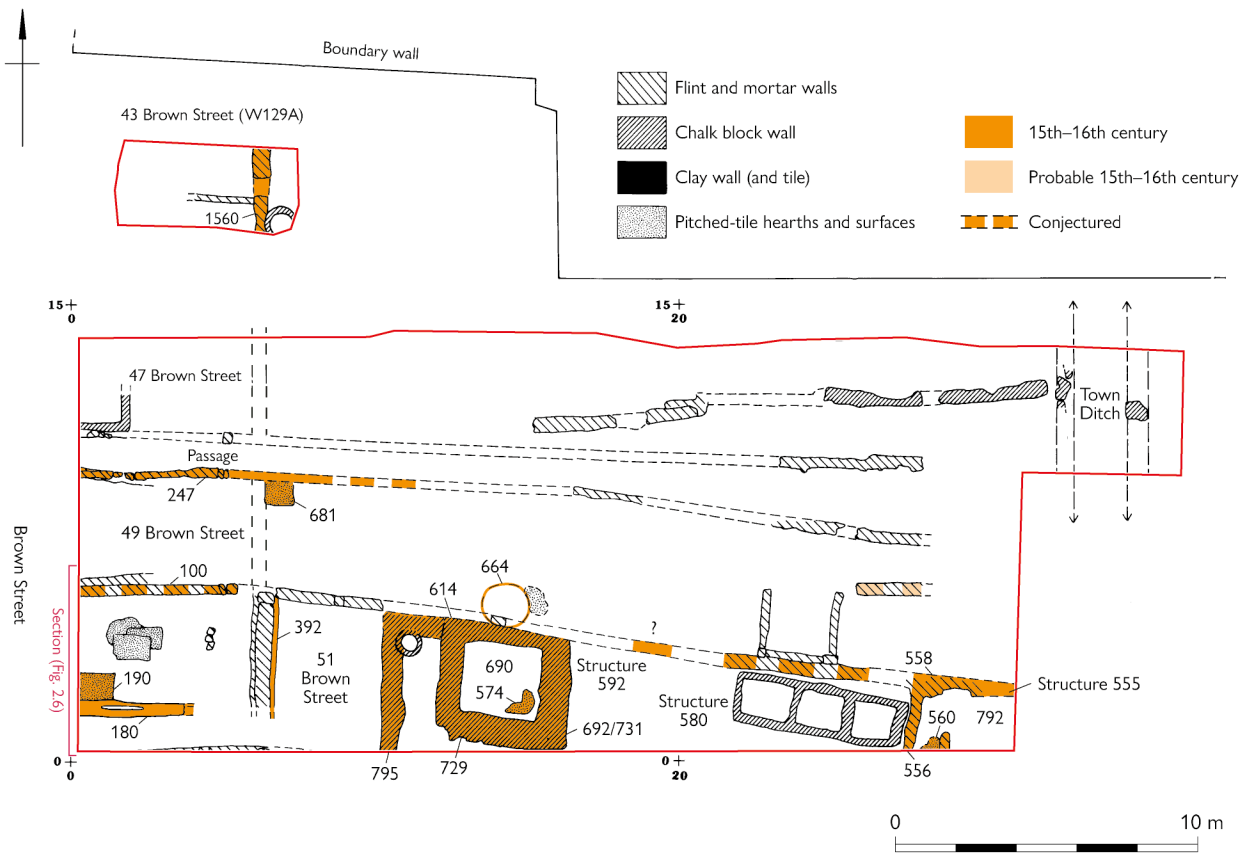 Boundary wall
43 Brown Street (W129A)
1560
Flint and mortar walls
Chalk block wall
Clay wall (and tile)
Pitched-tile hearths and surfaces
15th–16th century
Probable 15th–16th century
Conjectured
15
0
15
20
47 Brown Street
Passage
247
681
Town
Ditch
49 Brown Street
Brown Street
Section (Fig. 2.6)
100
664
614
392
?
51
Brown
Street
690
574
Structure
592
558
Structure 555
190
180
Structure
580
692/731
560
792
0
0
795
729
0
20
556
0
10 m